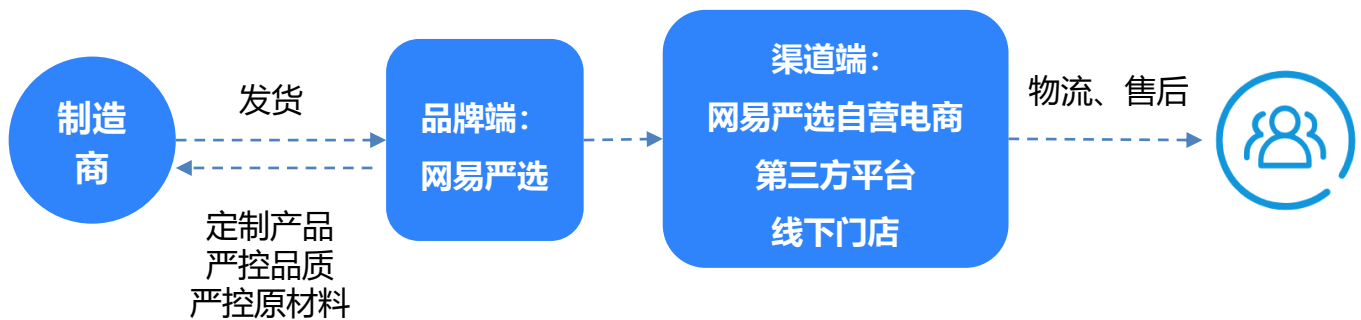 制造
商
发货
定制产品
严控品质
严控原材料
品牌端：
网易严选
渠道端：
网易严选自营电商
第三方平台
线下门店
物流、售后